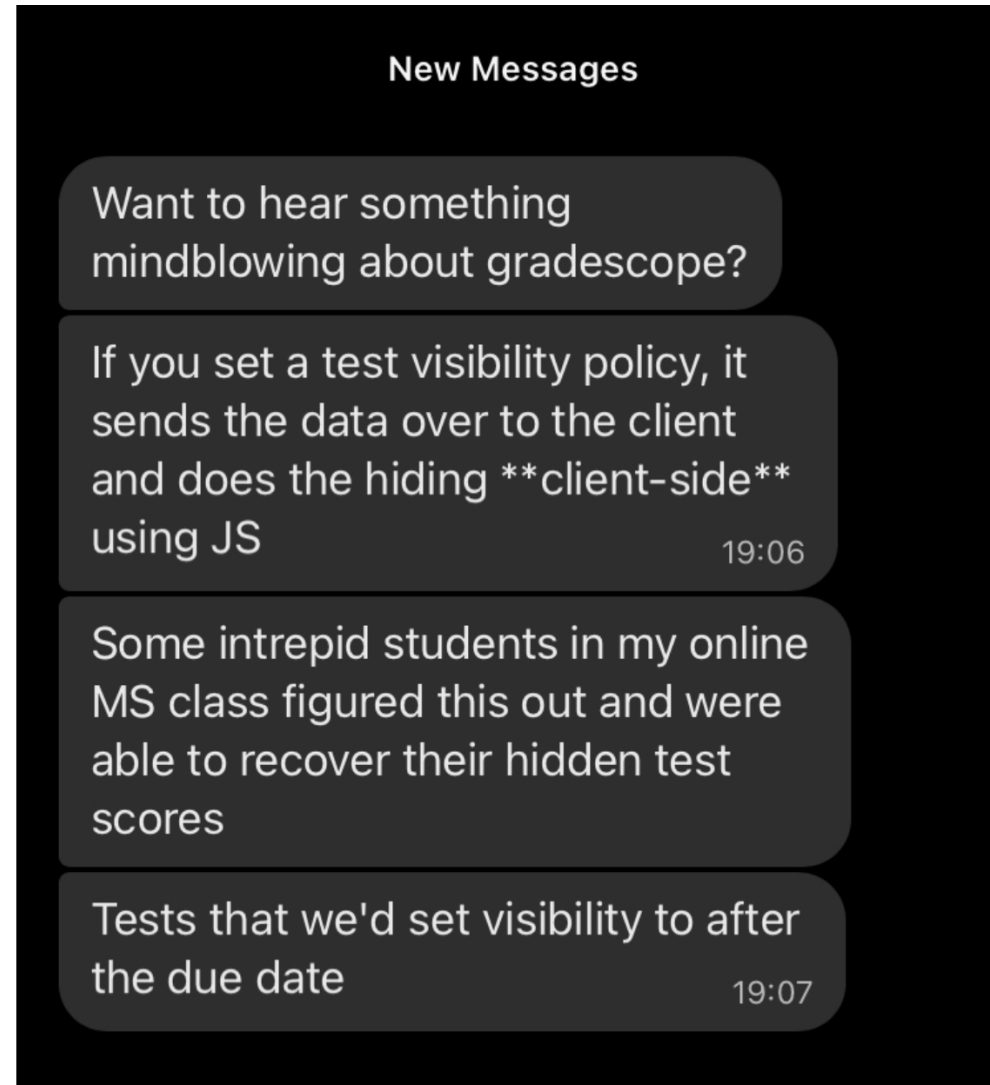 New Messages
Want to hear something
mindblowing about gradescope?
If you set a test visibility policy, it
sends the data over to the client
and does the hiding **client-side**
using JS
19:06
Some intrepid students in my online
MS class figured this out and were
able to recover their hidden test
scores
Tests that we'd set visibility to after
the due date
19:07